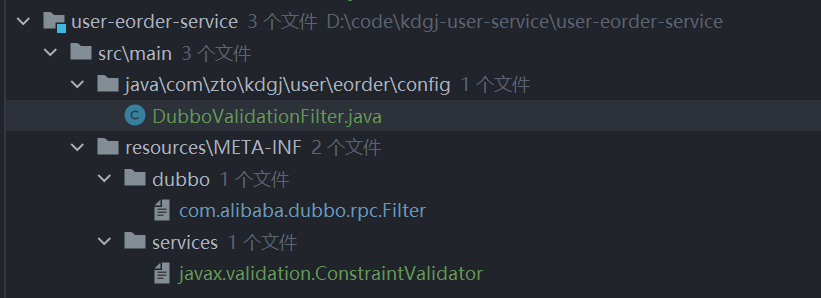 user-eorder-service 3 个文件 D:\code\kdgj-user-service\user-eorder-service
src\main 3 个文件
java\com\zto\kdgj\user\eorder\config 1 个文件
C DubboValidationFilter.java
resources\META-INF 2 个文件
dubbo 1 个文件
com.alibaba.dubbo.rpc.Filter
services 1 个文件
javax.validation.ConstraintValidator